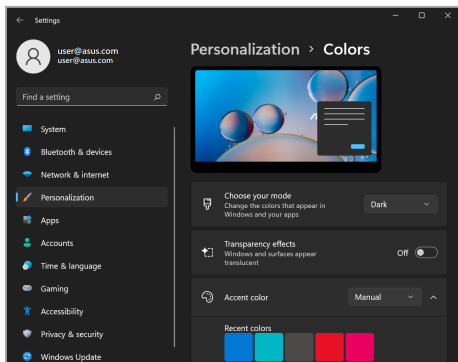 Settings
user@asus.com
user@asus.com
Find a setting
System
Bluetooth & devices
Network & internet
Personalization
Apps
Accounts
Time & language
Gaming
Accessibility
Privacy & security
Windows Update
Personalization > Colors
Choose your mode
Change the colors that appear in
Windows and your apps
Dark
Transparency effects
Windows and surfaces appear
translucent
Off
Accent color
Manual
Recent colors